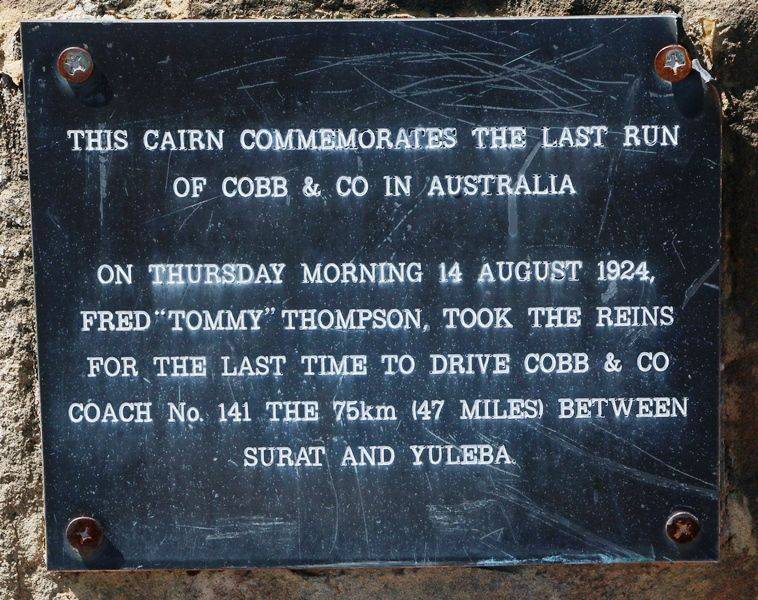 THIS CAIRN COMMEMORATES THE LAST RUN
OF COBB & CO IN AUSTRALIA
ON THURSDAY MORNING 14 AUGUST 1924,
FRED "TOMMY" THOMPSON, TOOK THE REINS
FOR THE LAST TIME TO DRIVE COBB & CO
COACH No. 141 THE 75km (47 MILES) BETWEEN
SURAT AND YULEBA